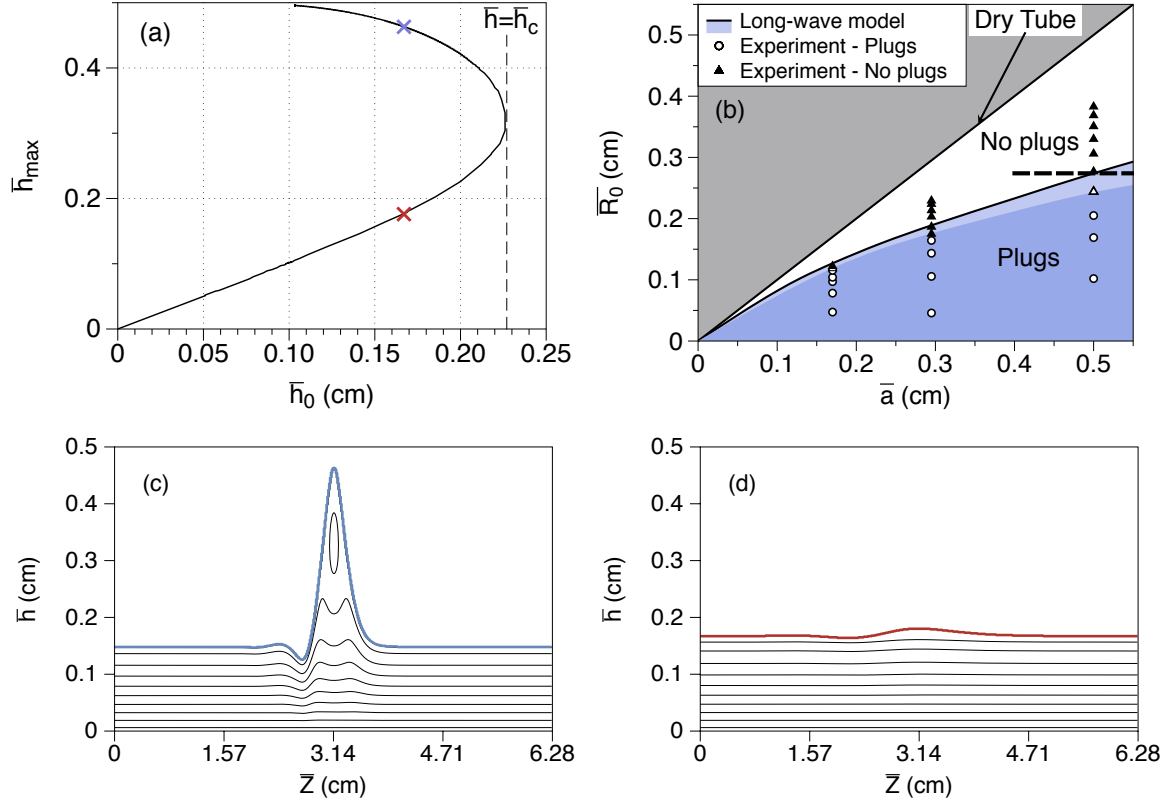 (a)
h̅=h̅c
h̅max
0.4
0.2
0
0
0.05
0.10
0.15
0.20
0.25
h̅0 (cm)
Long-wave model
Experiment - Plugs
Experiment - No plugs
Dry Tube
(b)
No plugs
Plugs
R̅0 (cm)
0.5
0.4
0.3
0.2
0.1
0
0
0.1
0.2
0.3
0.4
0.5
a̅ (cm)
(c)
h̅ (cm)
0.5
0.4
0.3
0.2
0.1
0
0
1.57
3.14
4.71
6.28
Z̅ (cm)
(d)
h̅ (cm)
0.5
0.4
0.3
0.2
0.1
0
0
1.57
3.14
4.71
6.28
Z̅ (cm)